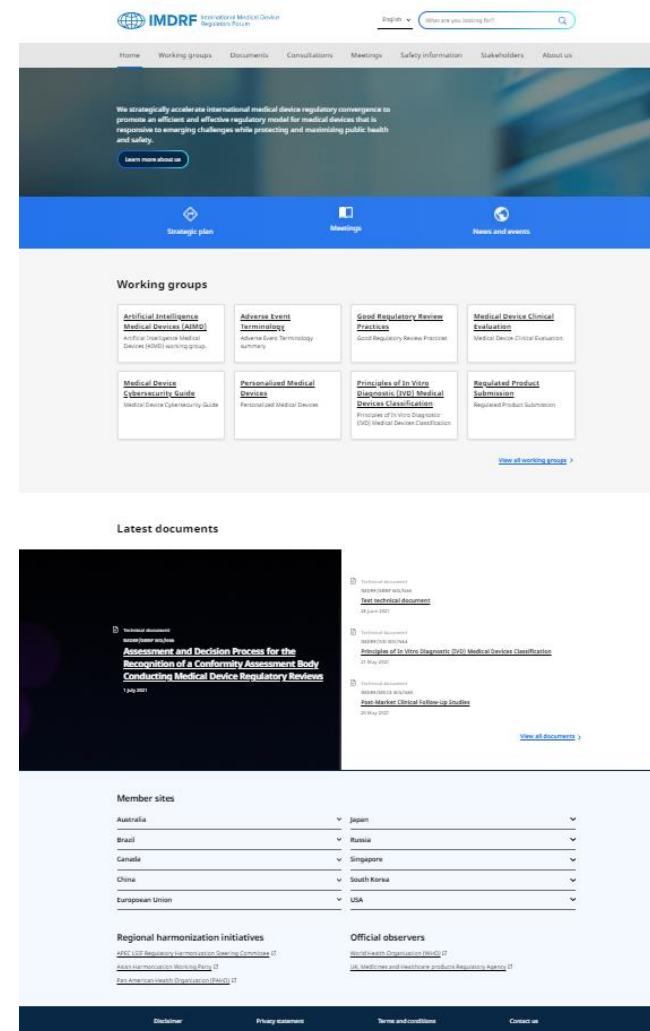 IMDRF International Medical Device
Regulators Forum
English
What are you looking for?
Home Working groups Documents Consultations Meetings Safety information Stakeholders About us
We strategically accelerate international medical device regulatory convergence to
promote an efficient and effective regulatory model for medical devices that is
responsive to emerging challenges while protecting and maximizing public health
and safety.
Learn more about us
Strategic plan
Meetings
News and events
Working groups
Artificial Intelligence
Medical Devices (AIMD)
Artificial Intelligence Medical
Devices (AIMD) working group.
Adverse Event
Terminology
Adverse Event Terminology
summary
Good Regulatory Review
Practices
Good Regulatory Review Practices
Medical Device Clinical
Evaluation
Medical Device Clinical Evaluation
Medical Device
Cybersecurity Guide
Medical Device Cybersecurity Guide
Personalized Medical
Devices
Personalized Medical Devices
Principles of In Vitro
Diagnostic (IVD) Medical
Devices Classification
Principles of In Vitro Diagnostic
(IVD) Medical Devices Classification
Regulated Product
Submission
Regulated Product Submission
View all working groups
Latest documents
Technical document
Assessment and Decision Process for the
Recognition of a Conformity Assessment Body
Conducting Medical Device Regulatory Reviews
1 July 2021
Technical document
Test technical document
Technical document
Principles of In Vitro Diagnostic (IVD) Medical Devices Classification
21 May 2021
Technical document
Post-Market Clinical Follow-Up Studies
View all documents
Member sites
Australia
Brazil
Canada
China
Europoean Union
Japan
Russia
Singapore
South Korea
USA
Regional harmonization initiatives
APEC LSIF Regulatory Harmonization Steering Committee
Asian Harmonization Working Party
Pan American Health Organization (PAHO)
Official observers
World Health Organization (WHO)
UK, Medicines and Healthcare products Regulatory Agency
Disclaimer Privacy statement Terms and conditions Contact us